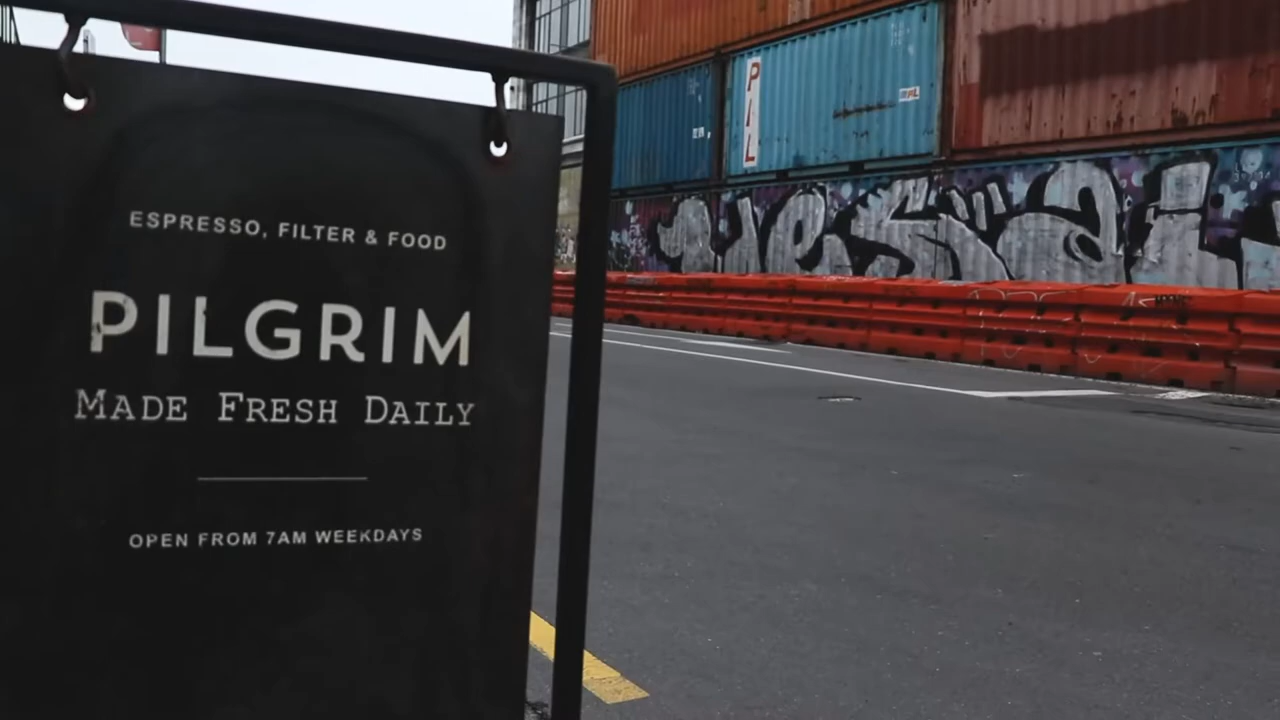 ESPRESSO, FILTER & FOOD
PILGRIM
MADE FRESH DAILY
OPEN FROM 7AM WEEKDAYS
PIL